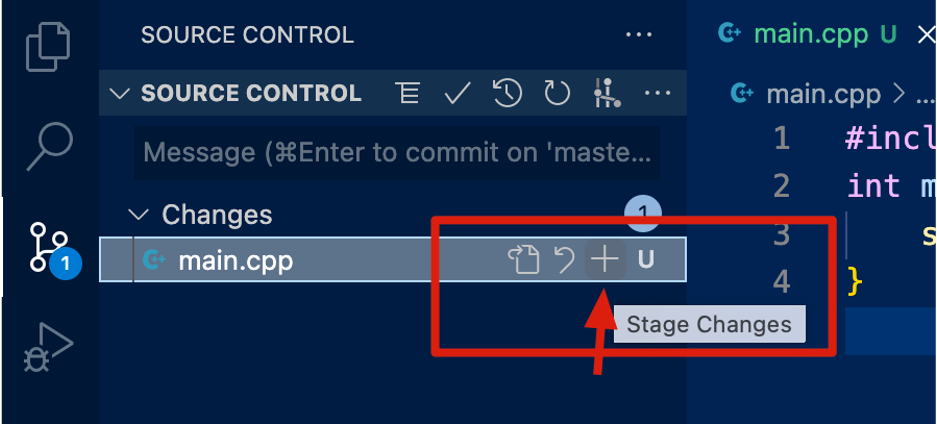 SOURCE CONTROL
SOURCE CONTROL
Message (⌘Enter to commit on 'maste...
Changes 1
main.cpp U
1
Stage Changes
main.cpp U
main.cpp > ...
1 #incl
2 int m
3 s
4 }